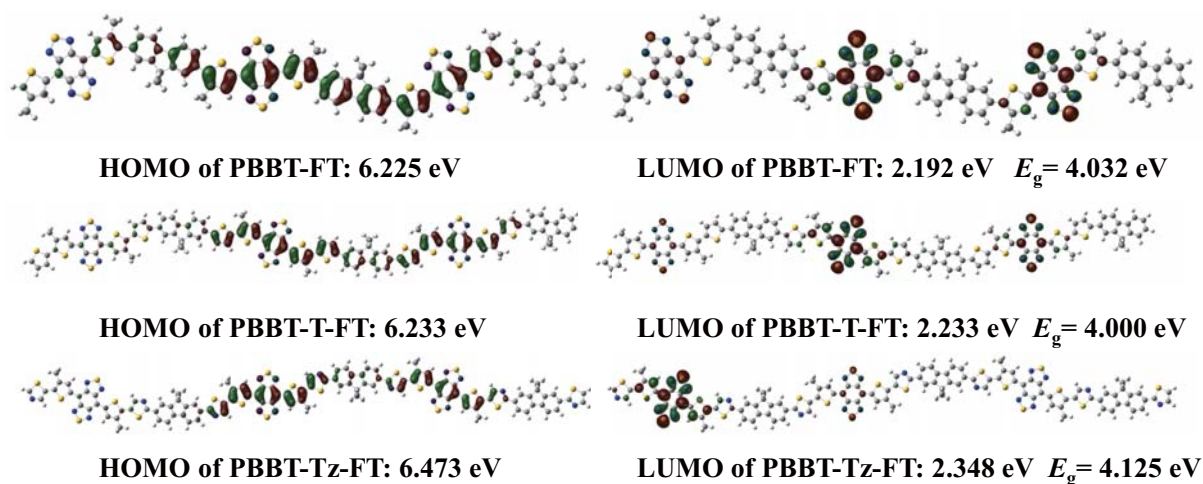 HOMO of PBBT-FT: 6.225 eV
LUMO of PBBT-FT: 2.192 eV Eg= 4.032 eV
HOMO of PBBT-T-FT: 6.233 eV
LUMO of PBBT-T-FT: 2.233 eV Eg= 4.000 eV
HOMO of PBBT-Tz-FT: 6.473 eV
LUMO of PBBT-Tz-FT: 2.348 eV Eg= 4.125 eV